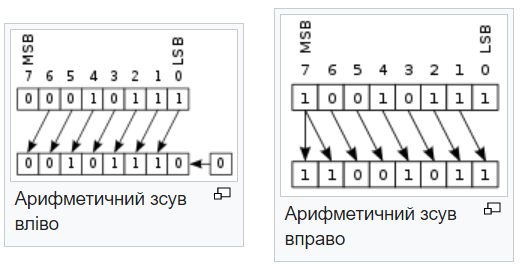 MSB LSB
7 6 5 4 3 2 1 0
0 0 0 1 0 1 1 1
0 0 1 0 1 1 1 0 0
Арифметичний зсув
вліво
MSB LSB
7 6 5 4 3 2 1 0
1 0 0 1 0 1 1 1
1 1 0 0 1 0 1 1
Арифметичний зсув
вправо